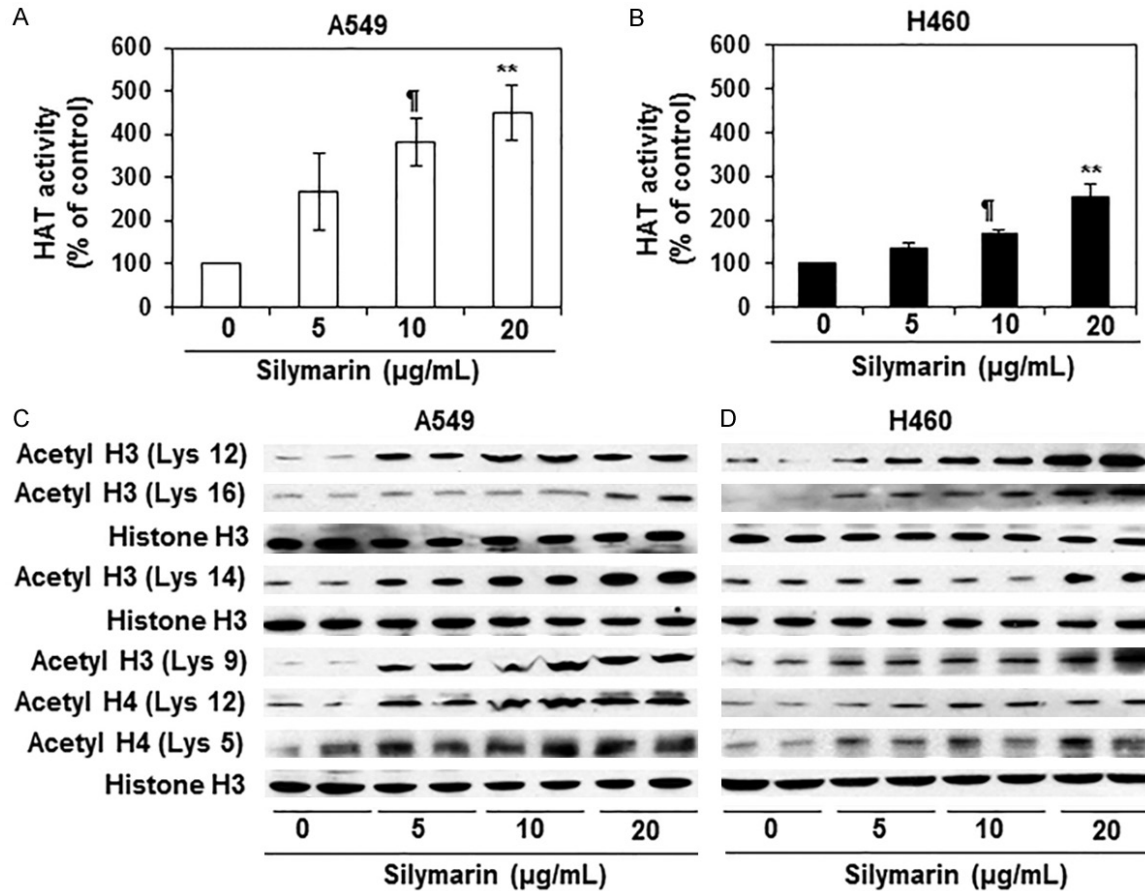 A
A549
HAT activity
(% of control)
600
500
400
300
200
100
0
¶
**
0 5 10 20
Silymarin (µg/mL)
B
H460
HAT activity
(% of control)
600
500
400
300
200
100
0
¶
**
0 5 10 20
Silymarin (µg/mL)
C
A549
D
H460
Acetyl H3 (Lys 12)
Acetyl H3 (Lys 16)
Histone H3
Acetyl H3 (Lys 14)
Histone H3
Acetyl H3 (Lys 9)
Acetyl H4 (Lys 12)
Acetyl H4 (Lys 5)
Histone H3
0 5 10 20
Silymarin (µg/mL)
0 5 10 20
Silymarin (µg/mL)